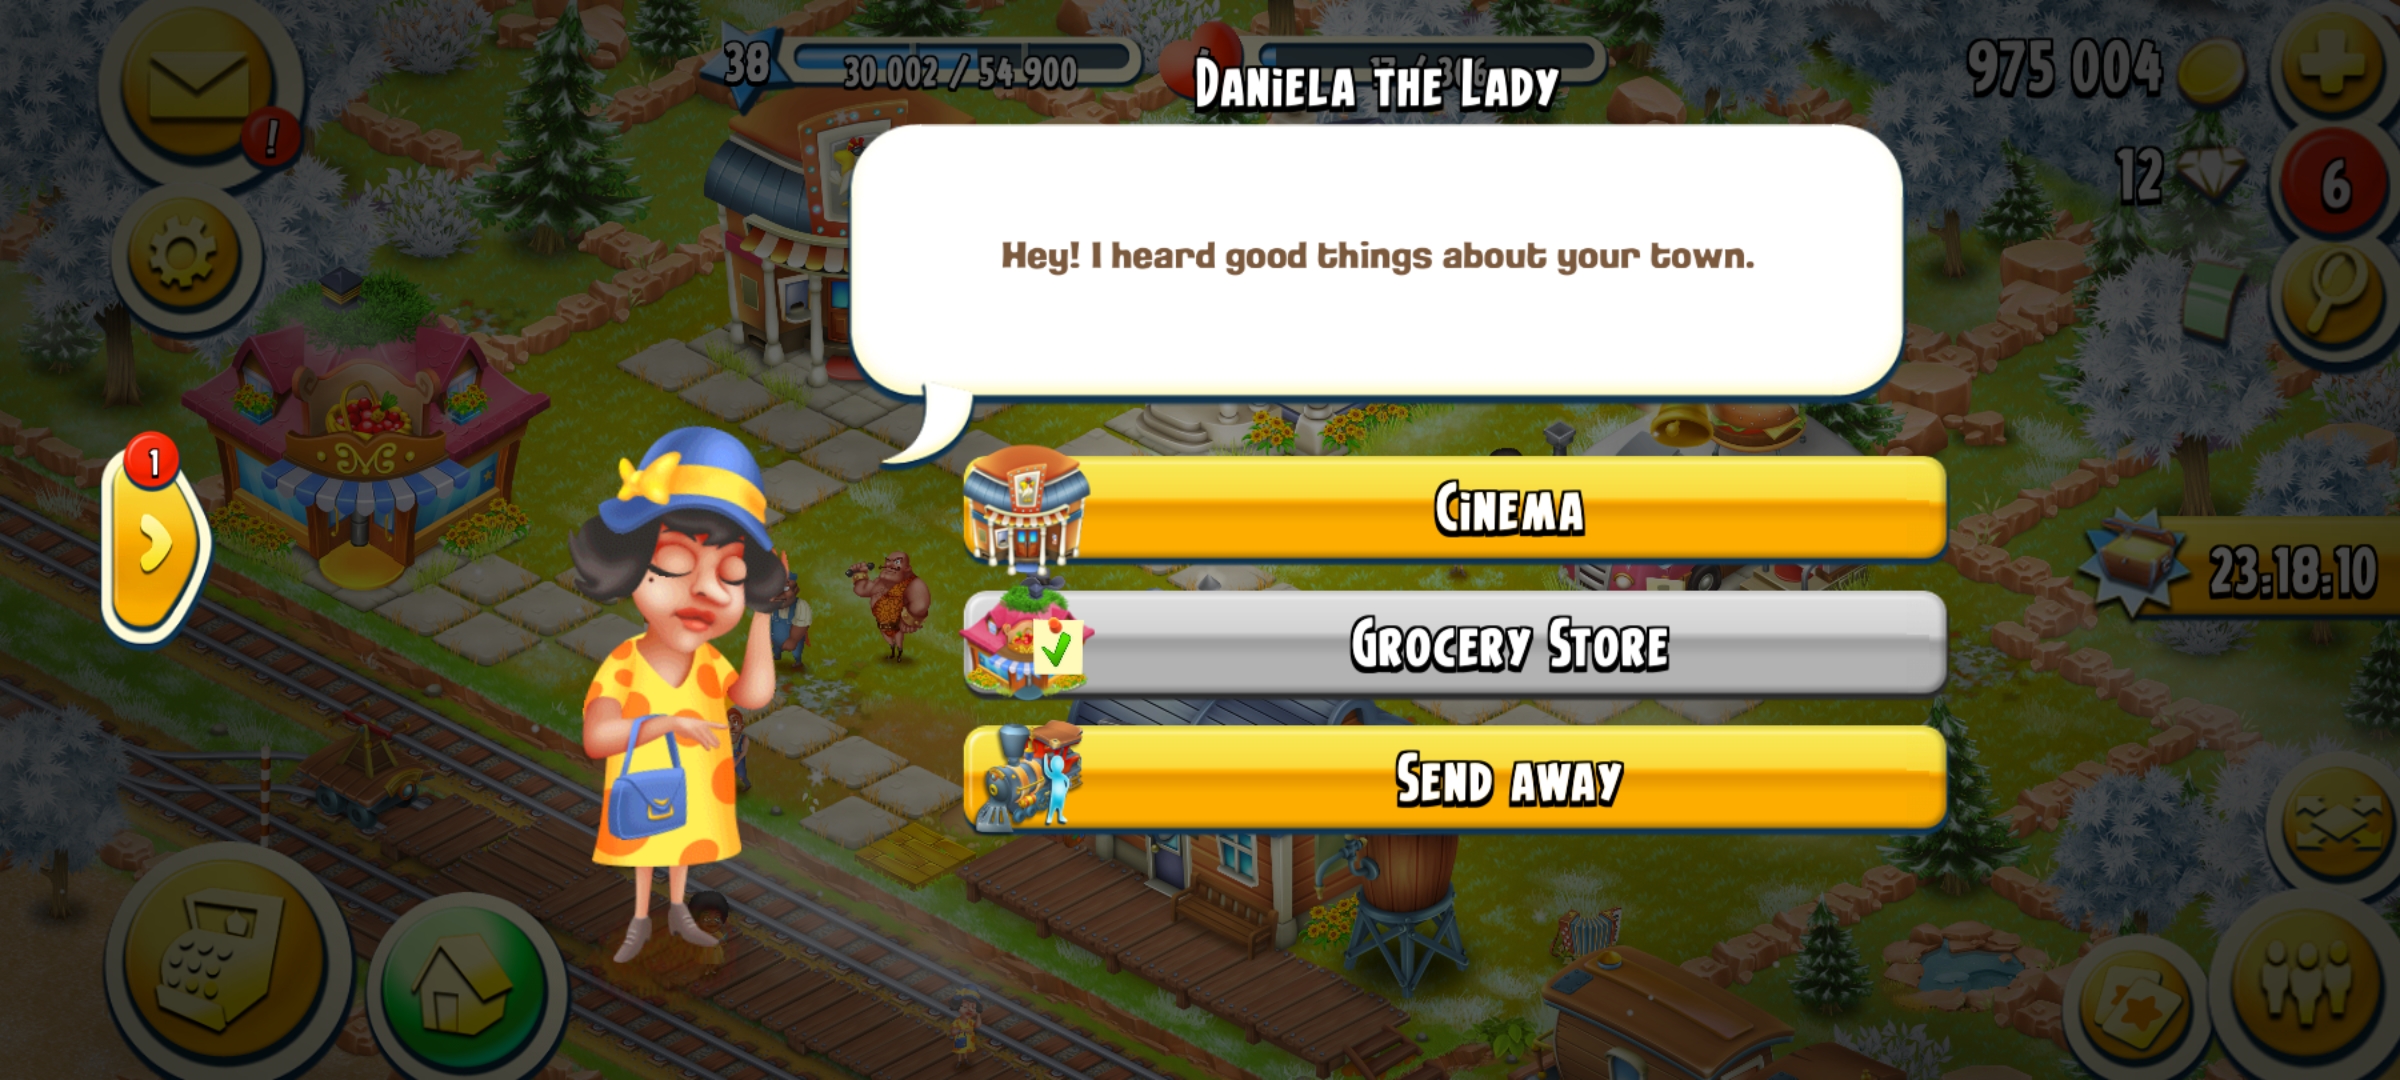 38
30 002 / 54 900
DANIELA THE LADY
975 004
!
12
6
Hey! I heard good things about your town.
1
CINEMA
23:18:10
GROCERY STORE
SEND AWAY